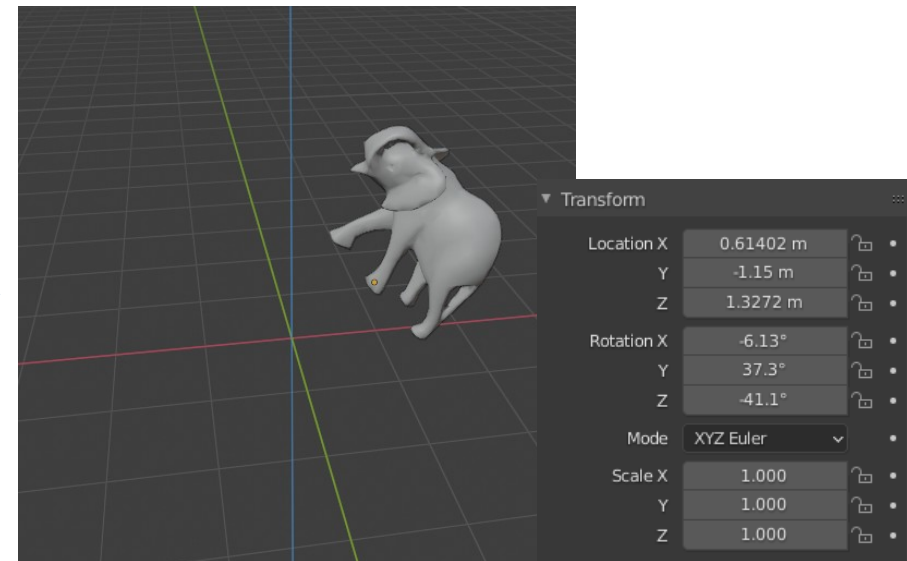 Transform
Location X 0.61402 m
Y -1.15 m
Z 1.3272 m
Rotation X -6.13°
Y 37.3°
Z -41.1°
Mode XYZ Euler
Scale X 1.000
Y 1.000
Z 1.000